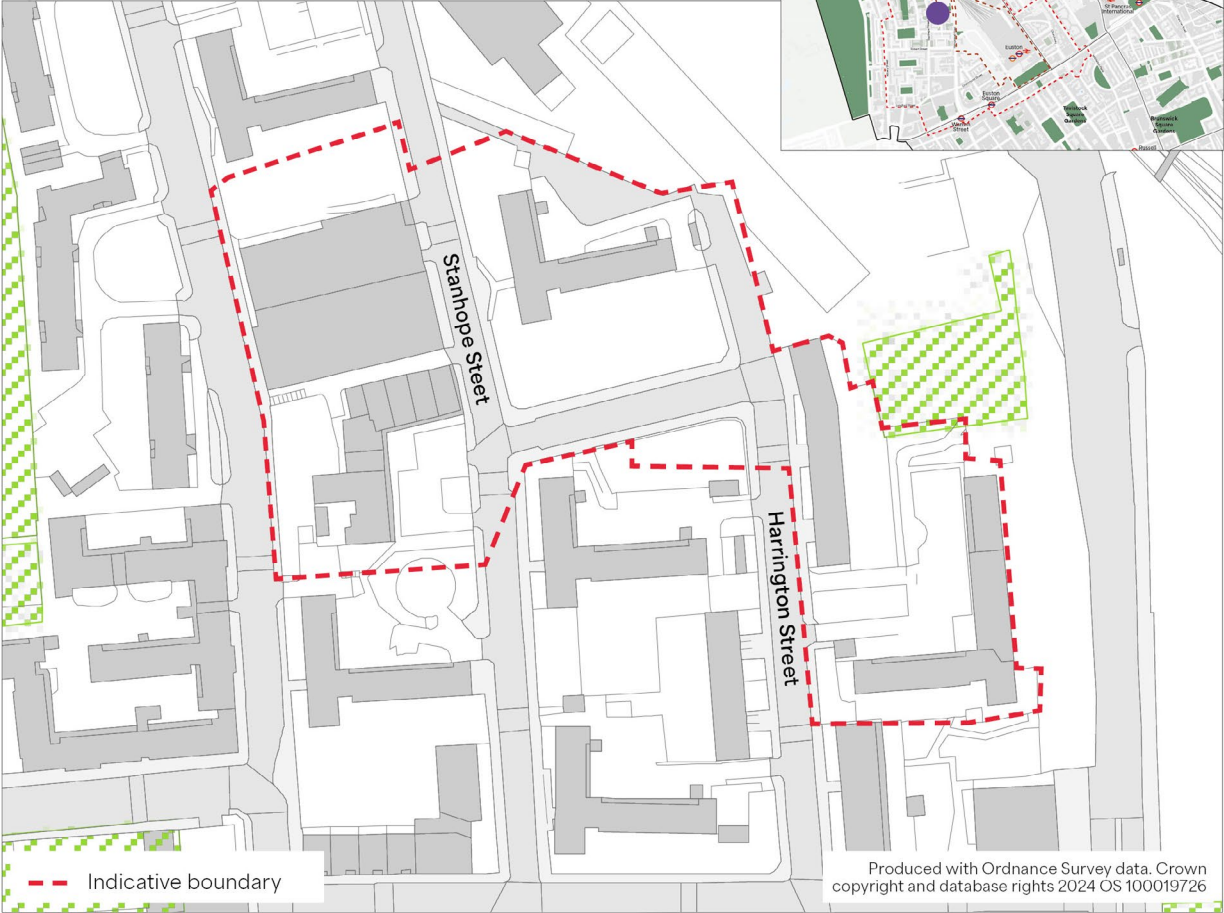 St Pancras
International
Euston
Euston
Square
Warren
Street
Tavistock
Square
Gardens
Brunswick
Square
Gardens
Russell
Stanhope Steet
Harrington Street
Indicative boundary
Produced with Ordnance Survey data. Crown
copyright and database rights 2024 OS 100019726